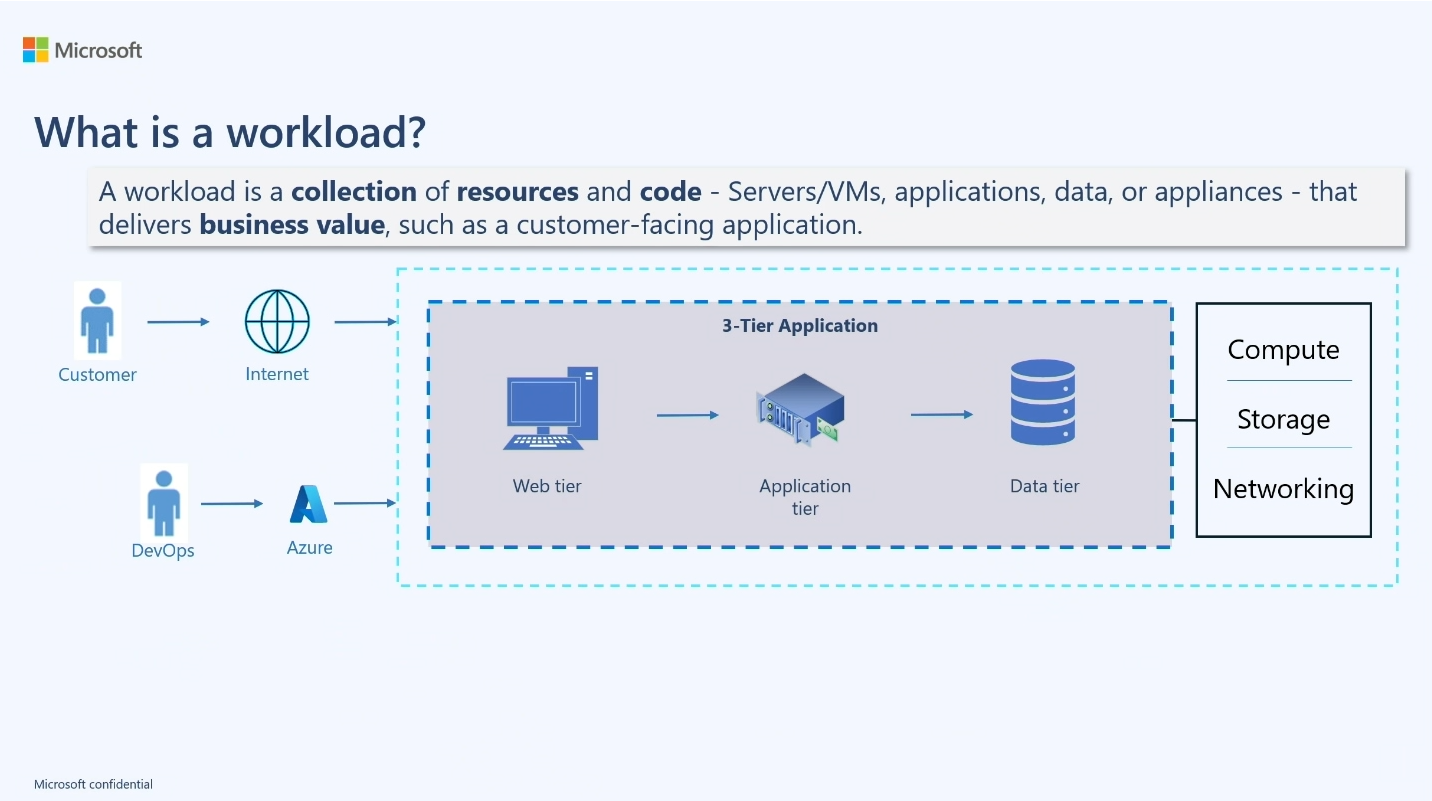 Microsoft
What is a workload?
A workload is a collection of resources and code - Servers/VMs, applications, data, or appliances - that
delivers business value, such as a customer-facing application.
Customer
Internet
DevOps
Azure
3-Tier Application
Web tier
Application
tier
Data tier
Compute
Storage
Networking
Microsoft confidential